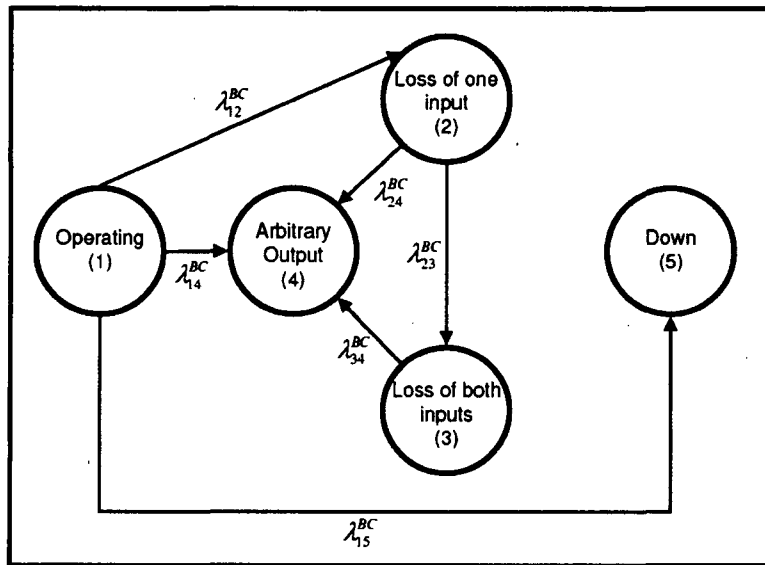 Loss of one
input
(2)
λ₁₂ᴮᶜ
λ₂₄ᴮᶜ
Operating
(1)
Arbitrary
Output
(4)
Down
(5)
λ₂₃ᴮᶜ
λ₁₄ᴮᶜ
λ₃₄ᴮᶜ
Loss of both
inputs
(3)
λ₁₅ᴮᶜ